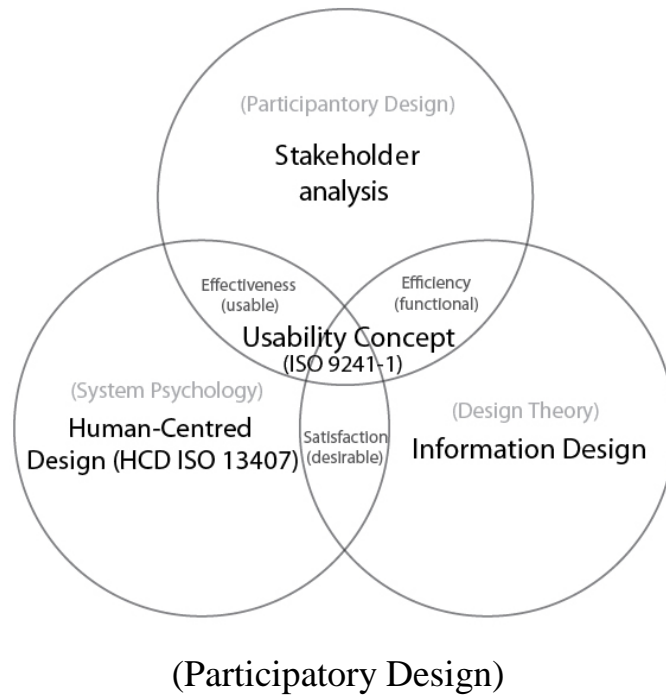 (Participantory Design)
Stakeholder
analysis
Effectiveness
(usable)
Efficiency
(functional)
Usability Concept
(ISO 9241-1)
(System Psychology)
Human-Centred
Design (HCD ISO 13407)
Satisfaction
(desirable)
(Design Theory)
Information Design
(Participatory Design)